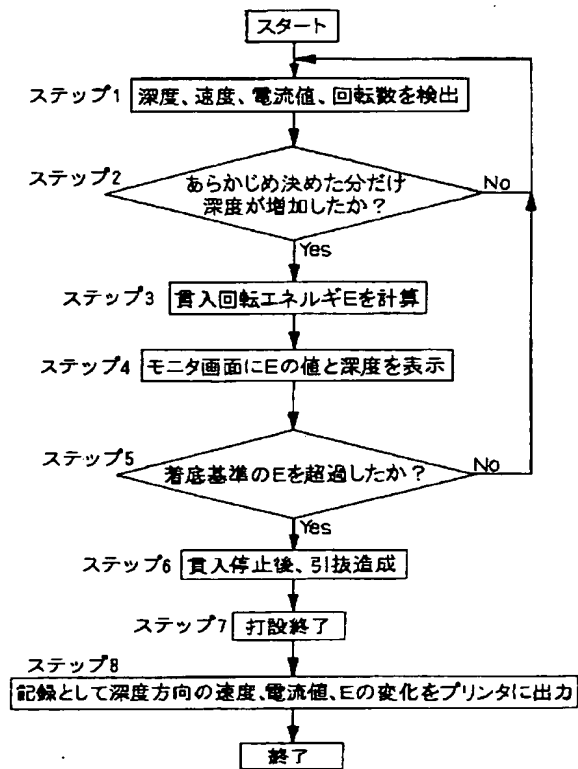 スタート
ステップ1
深度、速度、電流値、回転数を検出
ステップ2
あらかじめ決めた分だけ
深度が増加したか？
No
Yes
ステップ3
貫入回転エネルギEを計算
ステップ4
モニタ画面にEの値と深度を表示
ステップ5
着底基準のEを超過したか？
No
Yes
ステップ6
貫入停止後、引抜造成
ステップ7
打設終了
ステップ8
記録として深度方向の速度、電流値、Eの変化をプリンタに出力
終了